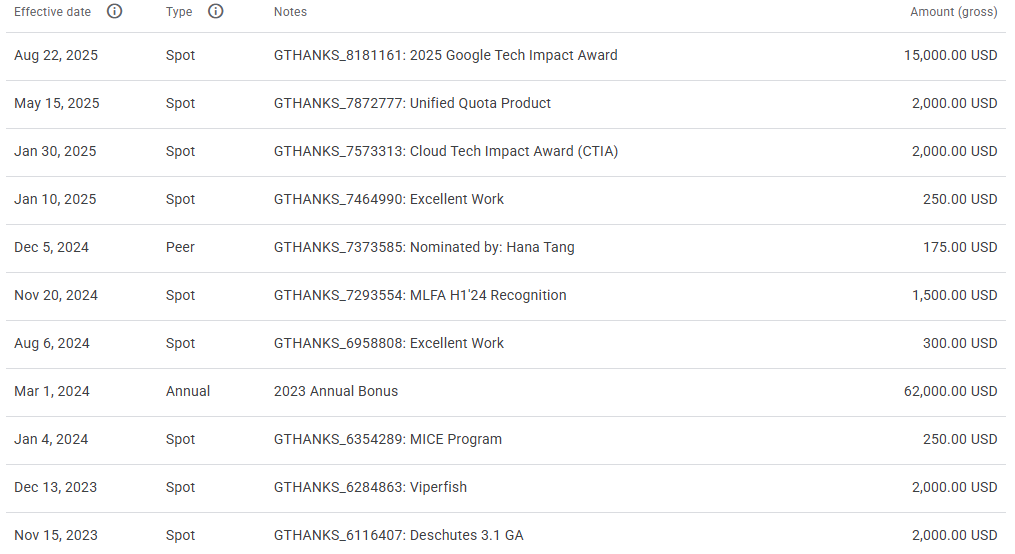 Effective date Type Notes Amount (gross)
Aug 22, 2025 Spot GTHANKS_8181161: 2025 Google Tech Impact Award 15,000.00 USD
May 15, 2025 Spot GTHANKS_7872777: Unified Quota Product 2,000.00 USD
Jan 30, 2025 Spot GTHANKS_7573313: Cloud Tech Impact Award (CTIA) 2,000.00 USD
Jan 10, 2025 Spot GTHANKS_7464990: Excellent Work 250.00 USD
Dec 5, 2024 Peer GTHANKS_7373585: Nominated by: Hana Tang 175.00 USD
Nov 20, 2024 Spot GTHANKS_7293554: MLFA H1'24 Recognition 1,500.00 USD
Aug 6, 2024 Spot GTHANKS_6958808: Excellent Work 300.00 USD
Mar 1, 2024 Annual 2023 Annual Bonus 62,000.00 USD
Jan 4, 2024 Spot GTHANKS_6354289: MICE Program 250.00 USD
Dec 13, 2023 Spot GTHANKS_6284863: Viperfish 2,000.00 USD
Nov 15, 2023 Spot GTHANKS_6116407: Deschutes 3.1 GA 2,000.00 USD